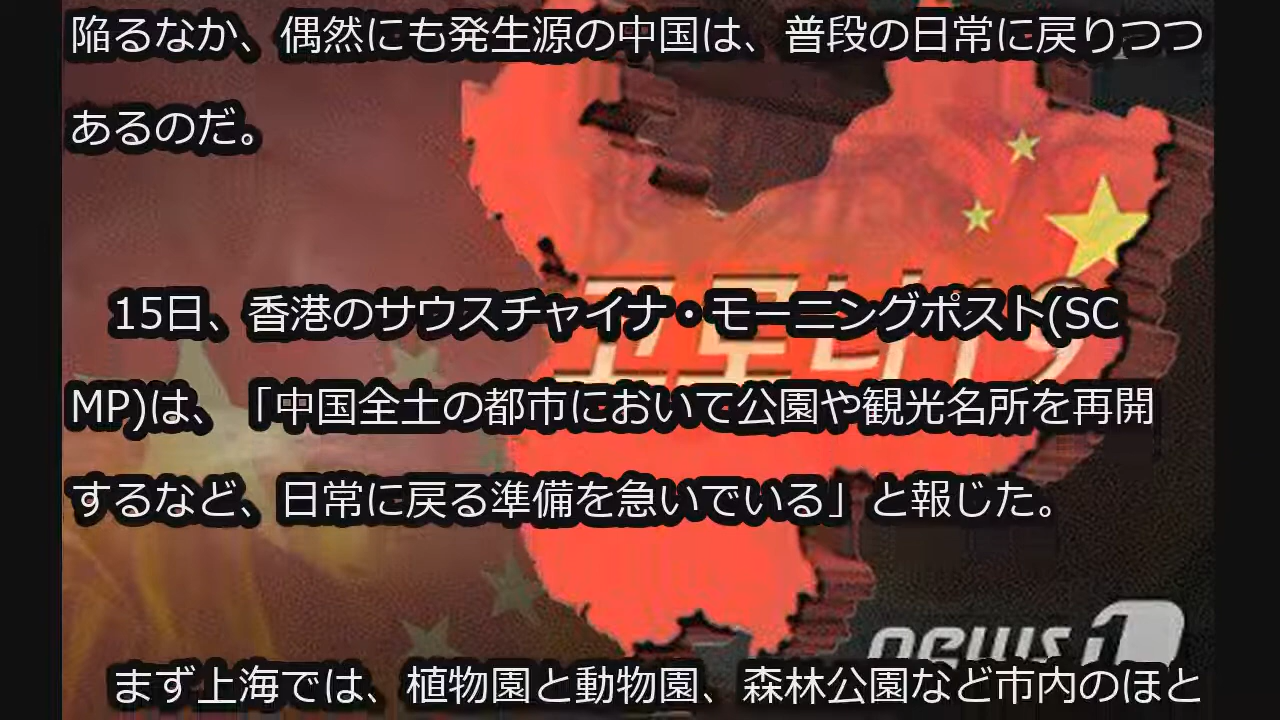 陥るなか、偶然にも発生源の中国は、普段の日常に戻りつつ
あるのだ。
15日、香港のサウスチャイナ・モーニングポスト(SC
코로나19
MP)は、「中国全土の都市において公園や観光名所を再開
するなど、日常に戻る準備を急いでいる」と報じた。
news1
まず上海では、植物園と動物園、森林公園など市内のほと